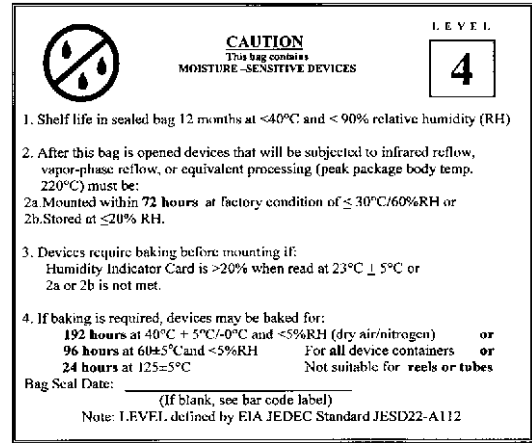 LEVEL
CAUTION
This bag contains
MOISTURE –SENSITIVE DEVICES
4
1. Shelf life in sealed bag 12 months at <40°C and < 90% relative humidity (RH)
2. After this bag is opened devices that will be subjected to infrared reflow,
vapor-phase reflow, or equivalent processing (peak package body temp.
220°C) must be:
2a.Mounted within 72 hours at factory condition of ≤ 30°C/60%RH or
2b.Stored at ≤20% RH.
3. Devices require baking before mounting if:
Humidity Indicator Card is >20% when read at 23°C ± 5°C or
2a or 2b is not met.
4. If baking is required, devices may be baked for:
192 hours at 40°C + 5°C/-0°C and <5%RH (dry air/nitrogen) or
96 hours at 60±5°Cand <5%RH For all device containers or
24 hours at 125±5°C Not suitable for reels or tubes
Bag Seal Date:
(If blank, see bar code label)
Note: LEVEL defined by EIA JEDEC Standard JESD22-A112